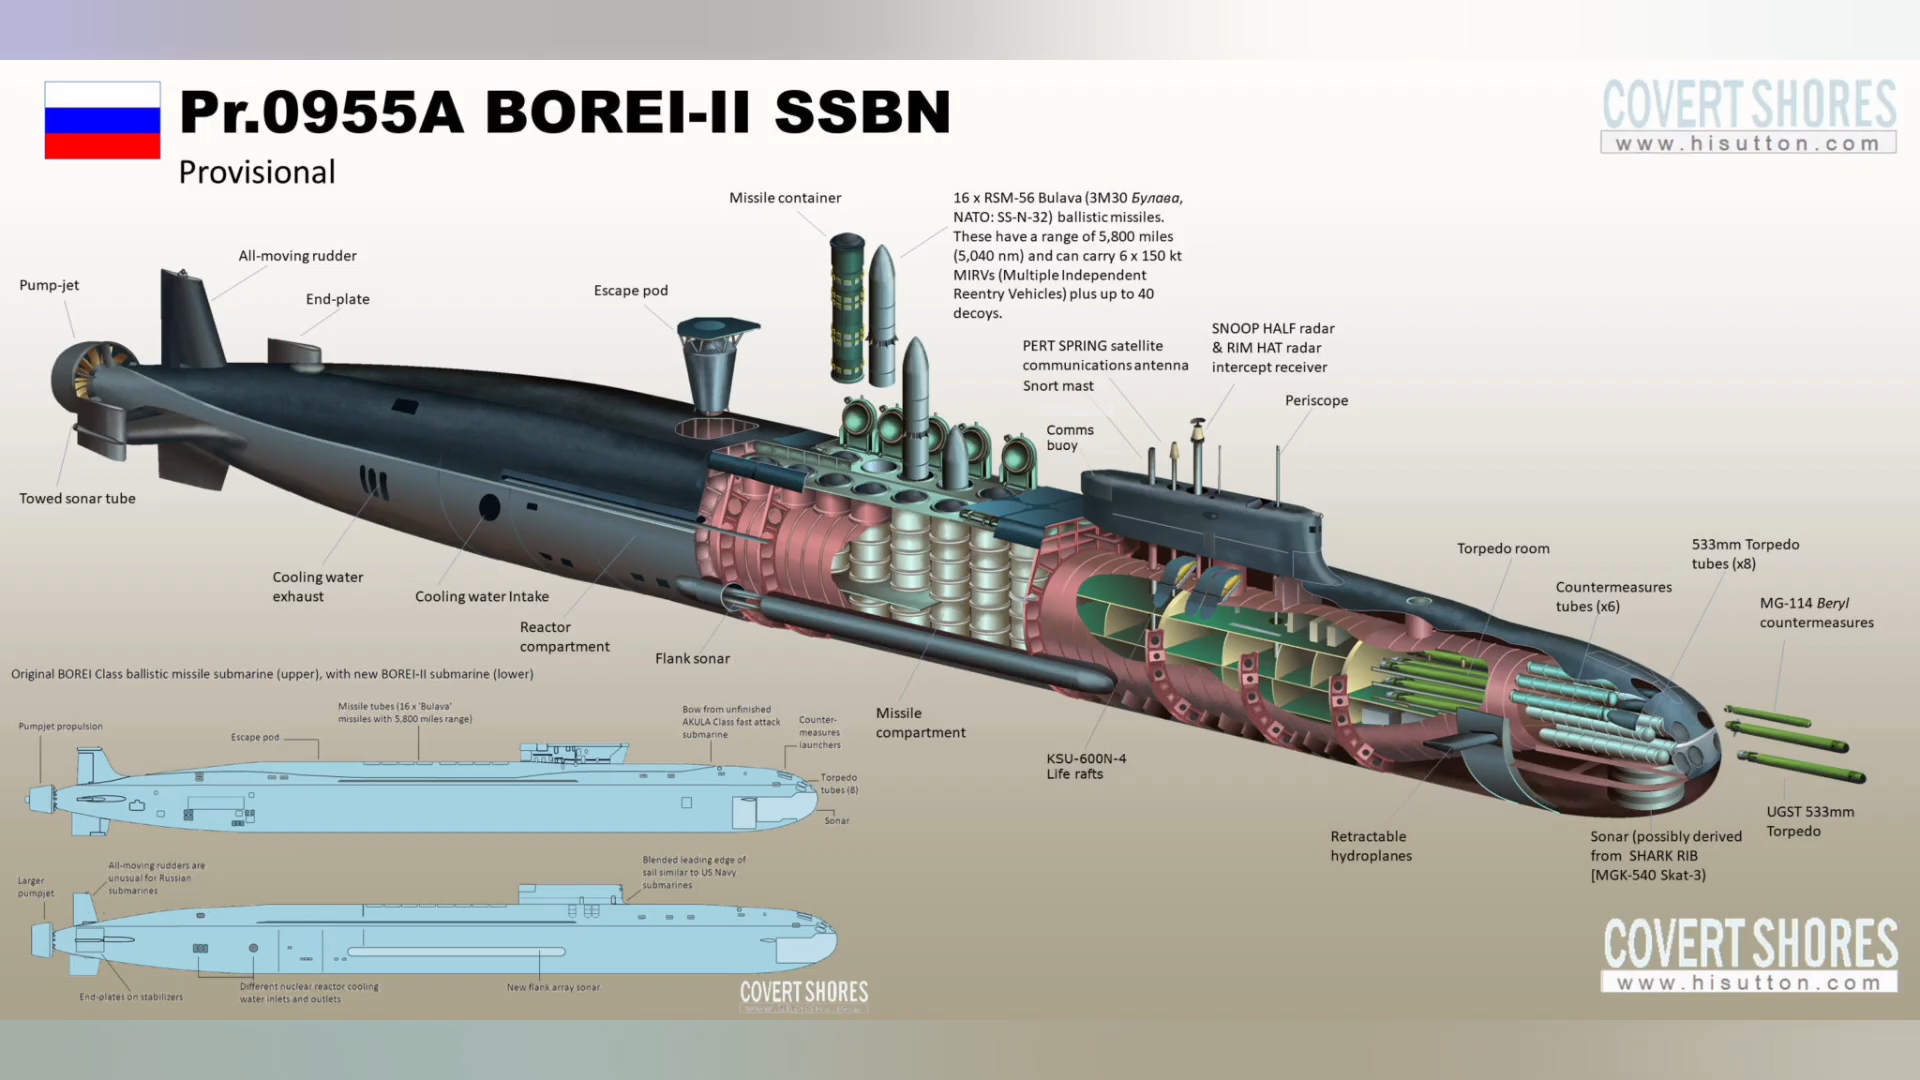 Pr.0955A BOREI-II SSBN
Provisional
COVERT SHORES
www.hisutton.com
Missile container
16 x RSM-56 Bulava (3M30 Булава,
NATO: SS-N-32) ballistic missiles.
These have a range of 5,800 miles
(5,040 nm) and can carry 6 x 150 kt
MIRVs (Multiple Independent
Reentry Vehicles) plus up to 40
decoys.
All-moving rudder
Pump-jet
End-plate
Escape pod
PERT SPRING satellite
communications antenna
Snort mast
SNOOP HALF radar
& RIM HAT radar
intercept receiver
Periscope
Comms
buoy
Towed sonar tube
Cooling water
exhaust
Cooling water Intake
Reactor
compartment
Flank sonar
Missile
compartment
KSU-600N-4
Life rafts
Torpedo room
Countermeasures
tubes (x6)
533mm Torpedo
tubes (x8)
MG-114 Beryl
countermeasures
UGST 533mm
Torpedo
Retractable
hydroplanes
Sonar (possibly derived
from SHARK RIB
[MGK-540 Skat-3)
Original BOREI Class ballistic missile submarine (upper), with new BOREI-II submarine (lower)
Pumpjet propulsion
Escape pod
Missile tubes (16 x 'Bulava'
missiles with 5,800 miles range)
Bow from unfinished
AKULA Class fast attack
submarine
Counter-
measures
launchers
Torpedo
tubes (8)
Sonar
Larger
pumpjet
All-moving rudders are
unusual for Russian
submarines
Blended leading edge of
sail similar to US Navy
submarines
End-plates on stabilizers
Different nuclear reactor cooling
water inlets and outlets
New flank array sonar
COVERT SHORES
COVERT SHORES
www.hisutton.com